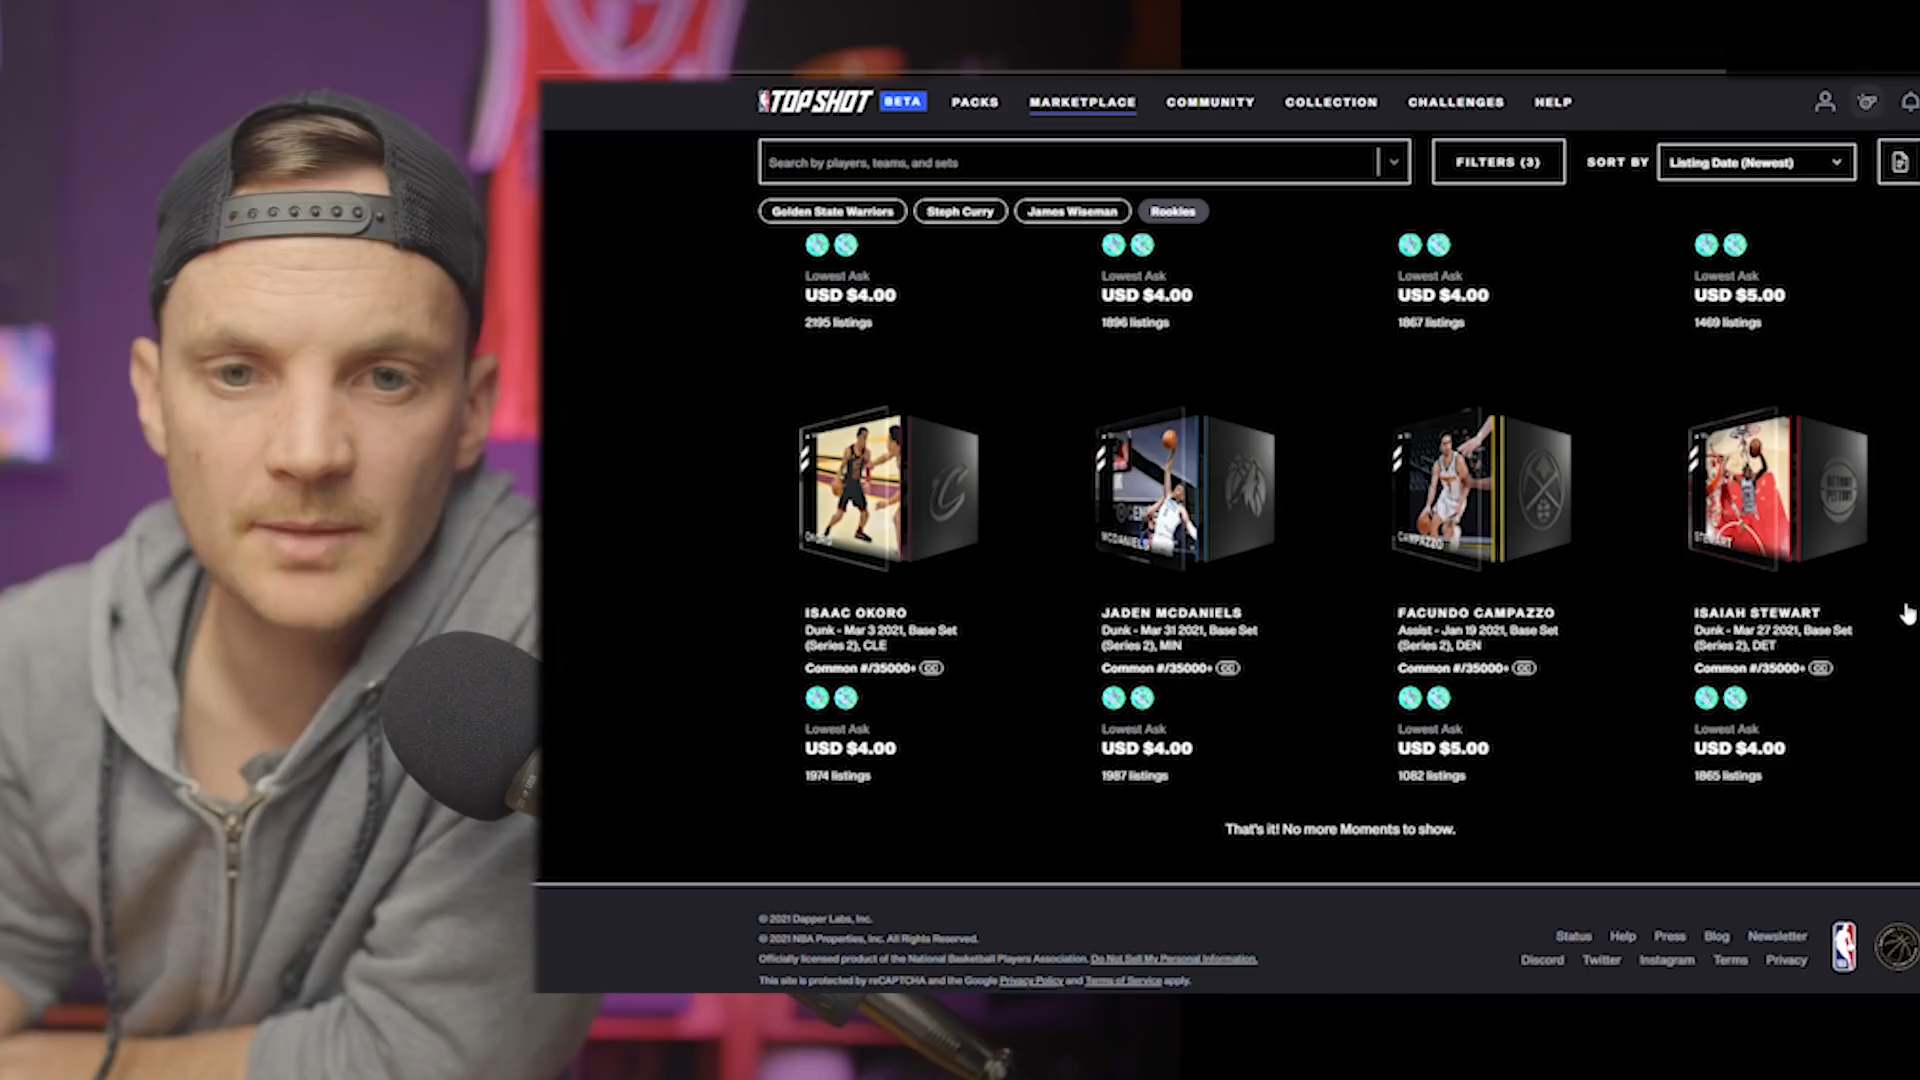 TOP SHOT BETA PACKS MARKETPLACE COMMUNITY COLLECTION CHALLENGES HELP
Search by players, teams, and sets FILTERS (3) SORT BY Listing Date (Newest)
Golden State Warriors Steph Curry James Wiseman Rookies
Lowest Ask Lowest Ask Lowest Ask Lowest Ask
USD $4.00 USD $4.00 USD $4.00 USD $5.00
2195 listings 1896 listings 1867 listings 1469 listings
MCDANIELS CAMPAZZO STEWART
ISAAC OKORO JADEN MCDANIELS FACUNDO CAMPAZZO ISAIAH STEWART
Dunk - Mar 3 2021, Base Set Dunk - Mar 31 2021, Base Set Assist - Jan 19 2021, Base Set Dunk - Mar 27 2021, Base Set
(Series 2), CLE (Series 2), MIN (Series 2), DEN (Series 2), DET
Common #/35000+ CC Common #/35000+ CC Common #/35000+ CC Common #/35000+ CC
Lowest Ask Lowest Ask Lowest Ask Lowest Ask
USD $4.00 USD $4.00 USD $5.00 USD $4.00
1974 listings 1987 listings 1082 listings 1865 listings
That's it! No more Moments to show.
© 2021 Dapper Labs, Inc.
© 2021 NBA Properties, Inc. All Rights Reserved.
Officially licensed product of the National Basketball Players Association. Do Not Sell My Personal Information.
This site is protected by reCAPTCHA and the Google Privacy Policy and Terms of Service apply.
Status Help Press Blog Newsletter
Discord Twitter Instagram Terms Privacy